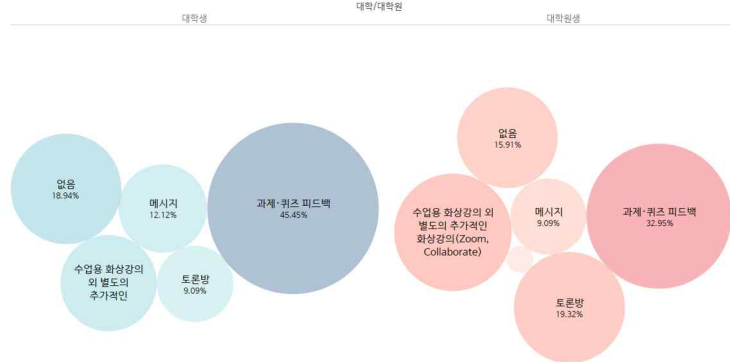 대학/대학원
대학생
대학원생
없음
18.94%
메시지
12.12%
과제·퀴즈 피드백
45.45%
수업용 화상강의
외 별도의
추가적인
토론방
9.09%
없음
15.91%
수업용 화상강의 외
별도의 추가적인
화상강의(Zoom,
Collaborate)
메시지
9.09%
과제·퀴즈 피드백
32.95%
토론방
19.32%